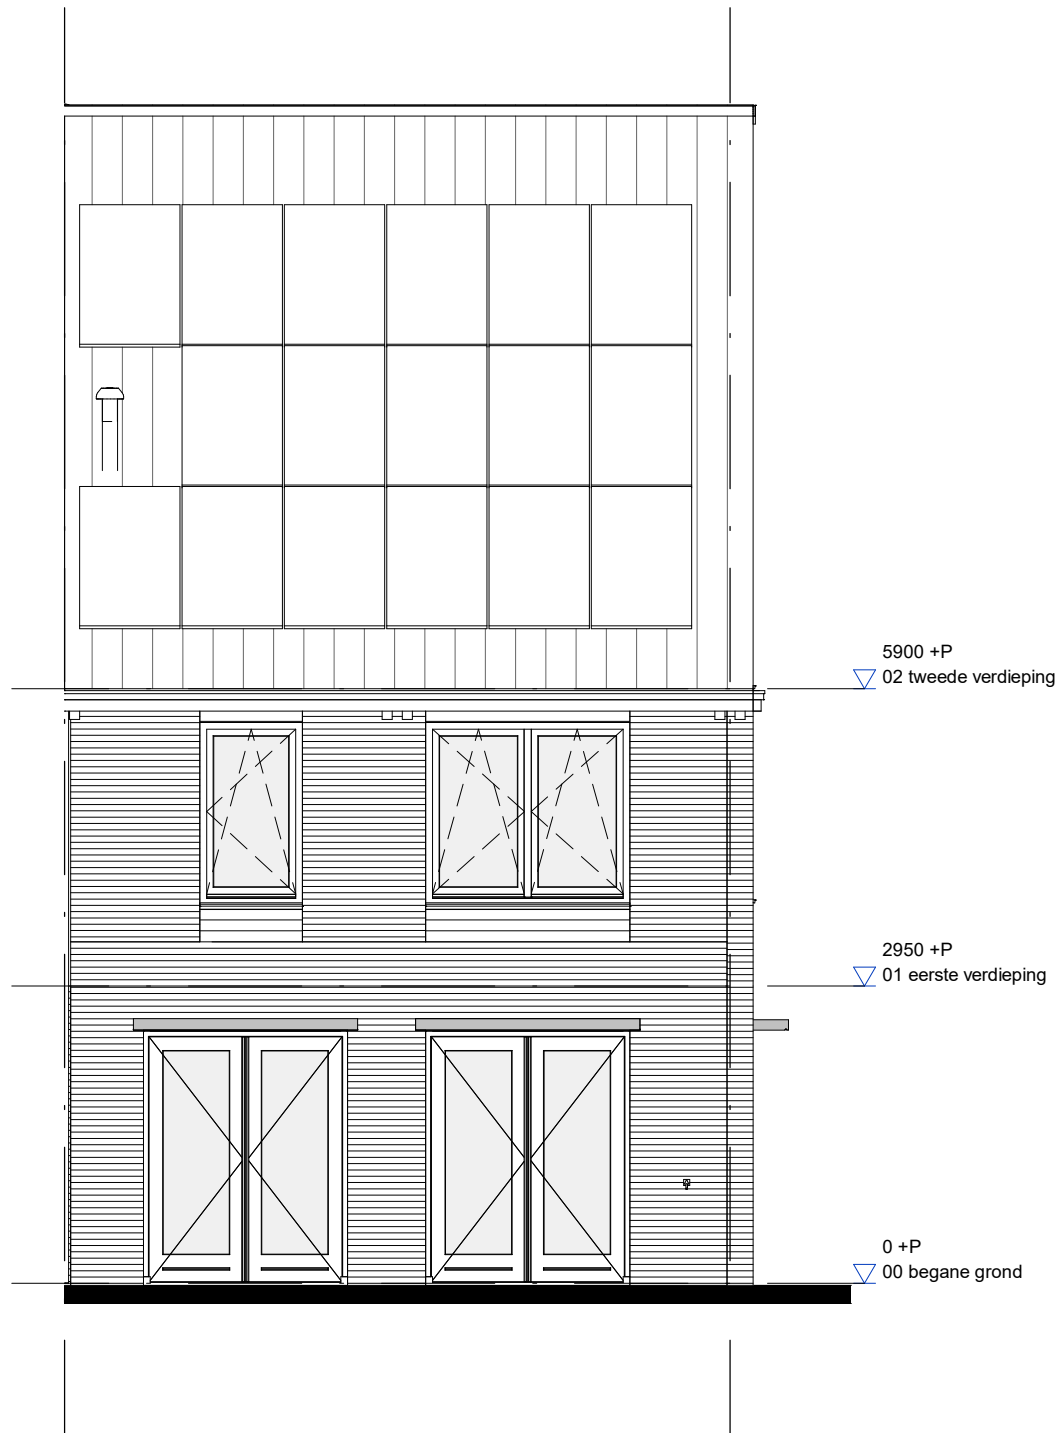 5900 +P
02 tweede verdieping
2950 +P
01 eerste verdieping
0 +P
00 begane grond